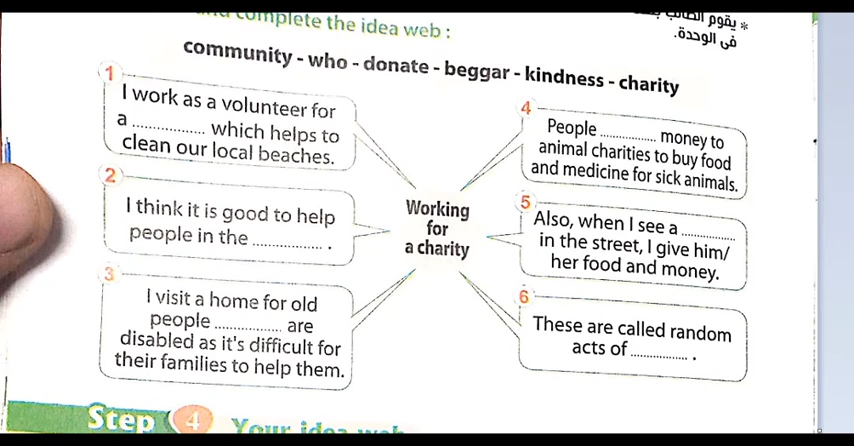 complete the idea web :
* يقوم الطالب
فى الوحدة.
community - who - donate - beggar - kindness - charity
1
I work as a volunteer for
a ................ which helps to
clean our local beaches.
2
I think it is good to help
people in the ................ .
3
I visit a home for old
people ................ are
disabled as it's difficult for
their families to help them.
Working
for
a charity
4
People ............. money to
animal charities to buy food
and medicine for sick animals.
5
Also, when I see a .............
in the street, I give him/
her food and money.
6
These are called random
acts of ............. .
Step 4 Your idea web